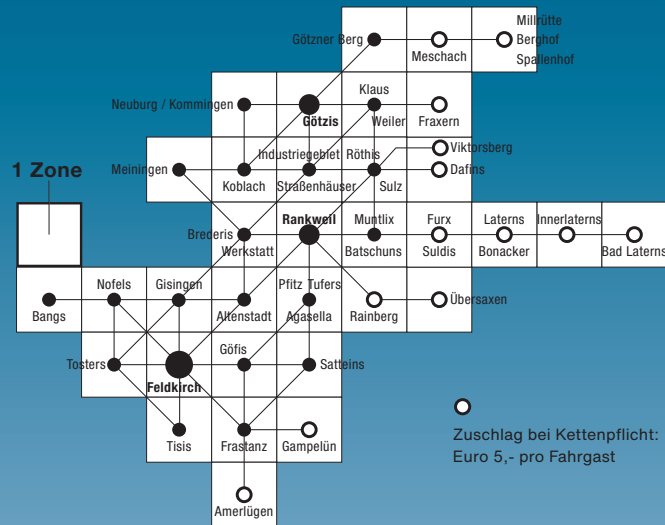 Millrütte
Götzner Berg
Berghof
Meschach
Spallenhof
Klaus
Neuburg / Kommingen
Götzis
Weiler
Fraxern
Industriegebiet
Röthis
Viktorsberg
1 Zone
Meiningen
Dafins
Koblach
Straßenhäuser
Sulz
Rankweil
Muntlix
Furx
Laterns
Innerlaterns
Brederis
Werkstatt
Batschuns
Suldis
Bonacker
Bad Laterns
Nofels
Gisingen
Pfitz Tufers
Übersaxen
Bangs
Altenstadt
Agasella
Rainberg
Göfis
Tosters
Satteins
Feldkirch
Tisis
Frastanz
Gampelün
Amerlügen
Zuschlag bei Kettenpflicht:
Euro 5,- pro Fahrgast